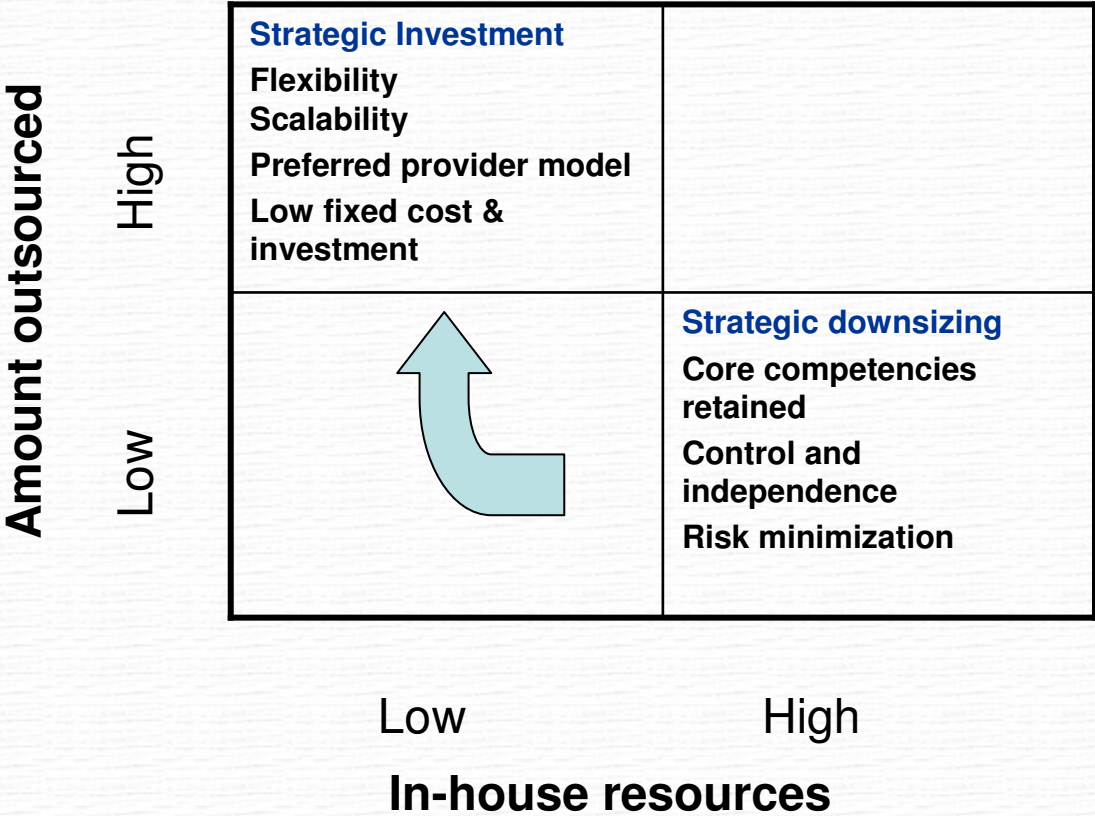 Amount outsourced
High
Low
Strategic Investment
Flexibility
Scalability
Preferred provider model
Low fixed cost &
investment
Strategic downsizing
Core competencies
retained
Control and
independence
Risk minimization
Low
High
In-house resources